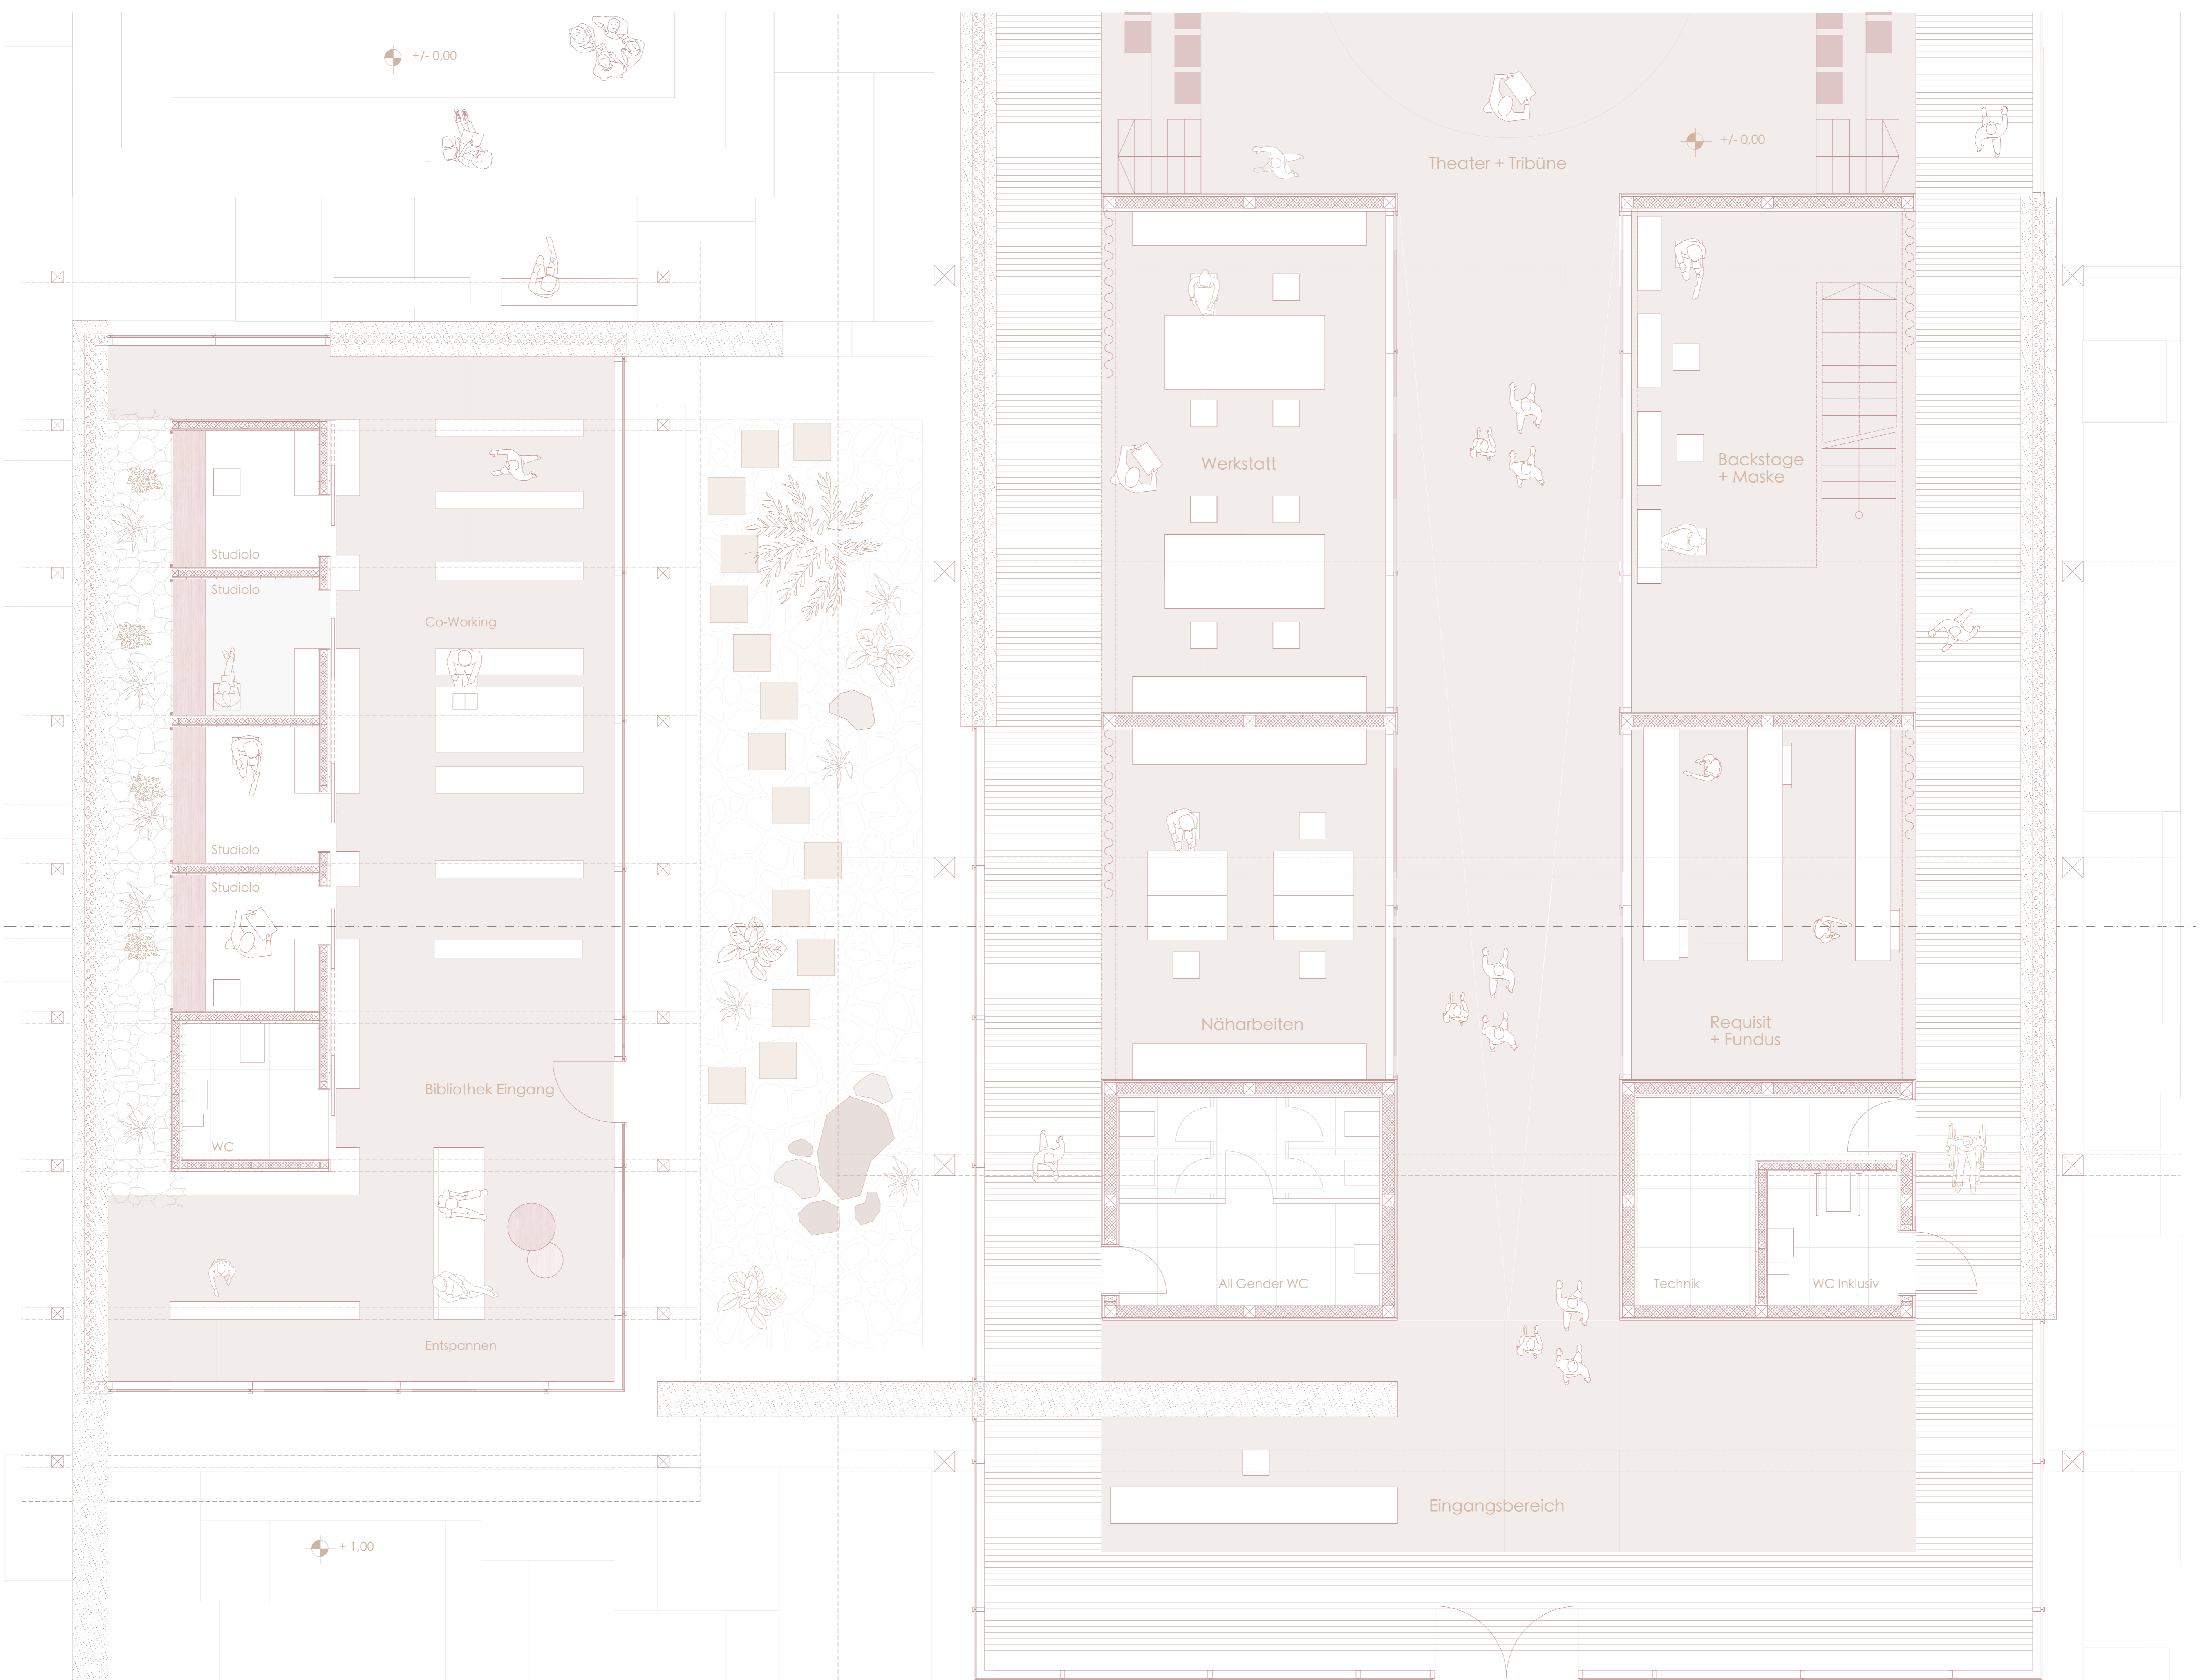 +/- 0,00
+/- 0,00
Theater + Tribüne
Werkstatt
Backstage
+ Maske
Studiolo
Studiolo
Co-Working
Studiolo
Studiolo
Näharbeiten
Requisit
+ Fundus
Bibliothek Eingang
WC
All Gender WC
Technik
WC Inklusiv
Entspannen
Eingangsbereich
+ 1,00